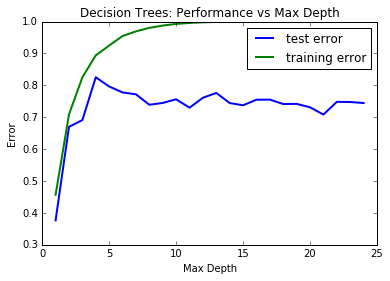 Decision Trees: Performance vs Max Depth
test error
training error
Error
1.0
0.9
0.8
0.7
0.6
0.5
0.4
0.3
0
5
10
15
20
25
Max Depth